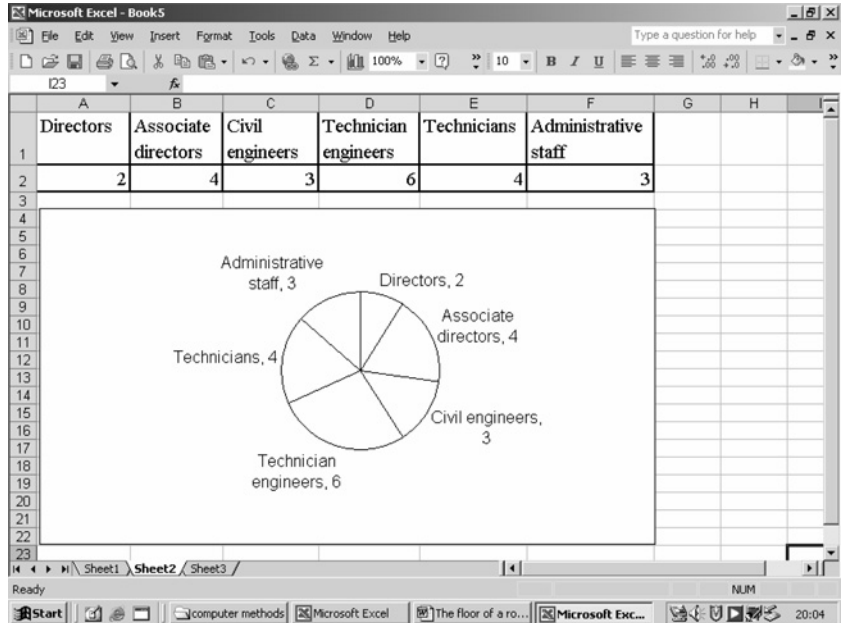 Microsoft Excel - Book5
File Edit View Insert Format Tools Data Window Help Type a question for help
100% 10 B I U
I23 fx
A B C D E F G H I
1 Directors Associate directors Civil engineers Technician engineers Technicians Administrative staff
2 2 4 3 6 4 3
3
4
5
6
7
8
9
10
11
12
13
14
15
16
17
18
19
20
21
22
23
Administrative
staff, 3
Directors, 2
Associate
directors, 4
Technicians, 4
Civil engineers,
3
Technician
engineers, 6
Sheet1 Sheet2 Sheet3
Ready NUM
Start computer methods Microsoft Excel The floor of a ro... Microsoft Exc... 20:04